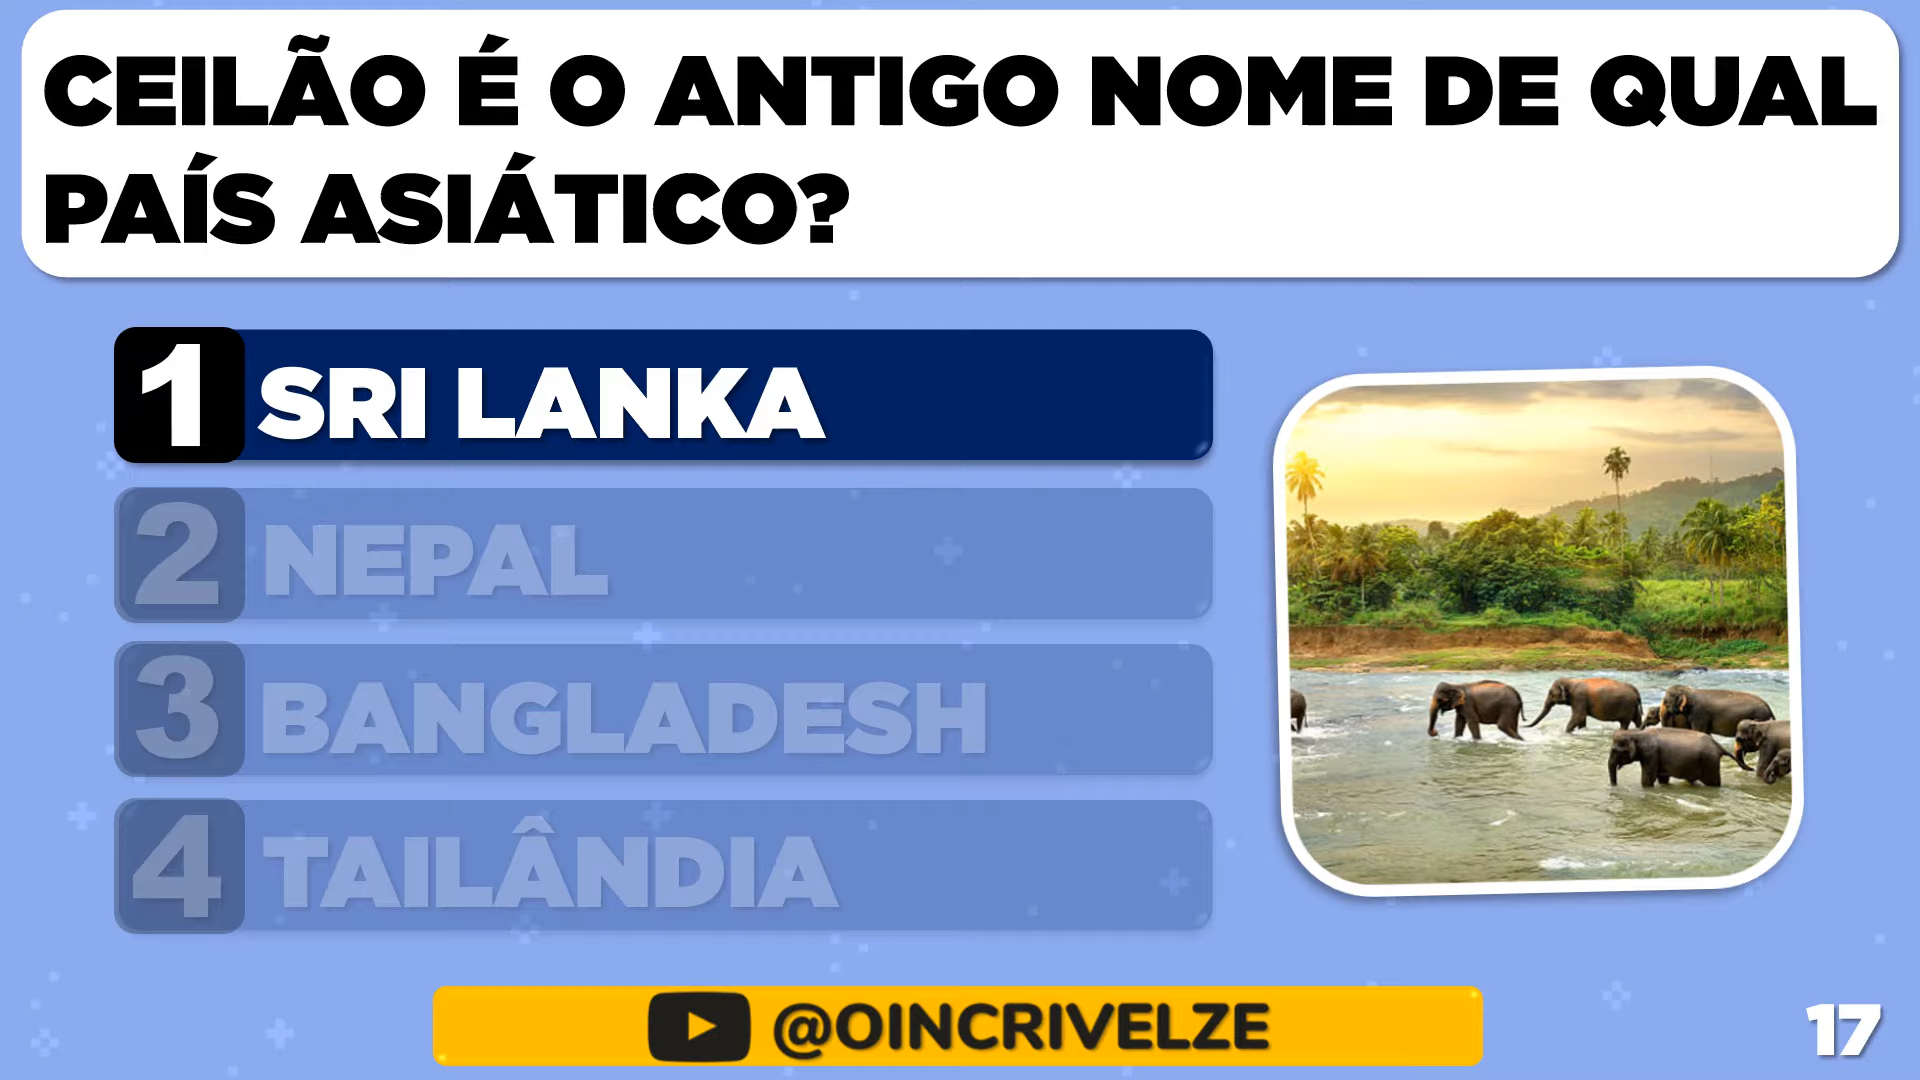 CEILÃO É O ANTIGO NOME DE QUAL
PAÍS ASIÁTICO?
1 SRI LANKA
2 NEPAL
3 BANGLADESH
4 TAILÂNDIA
@OINCRIVELZE
17